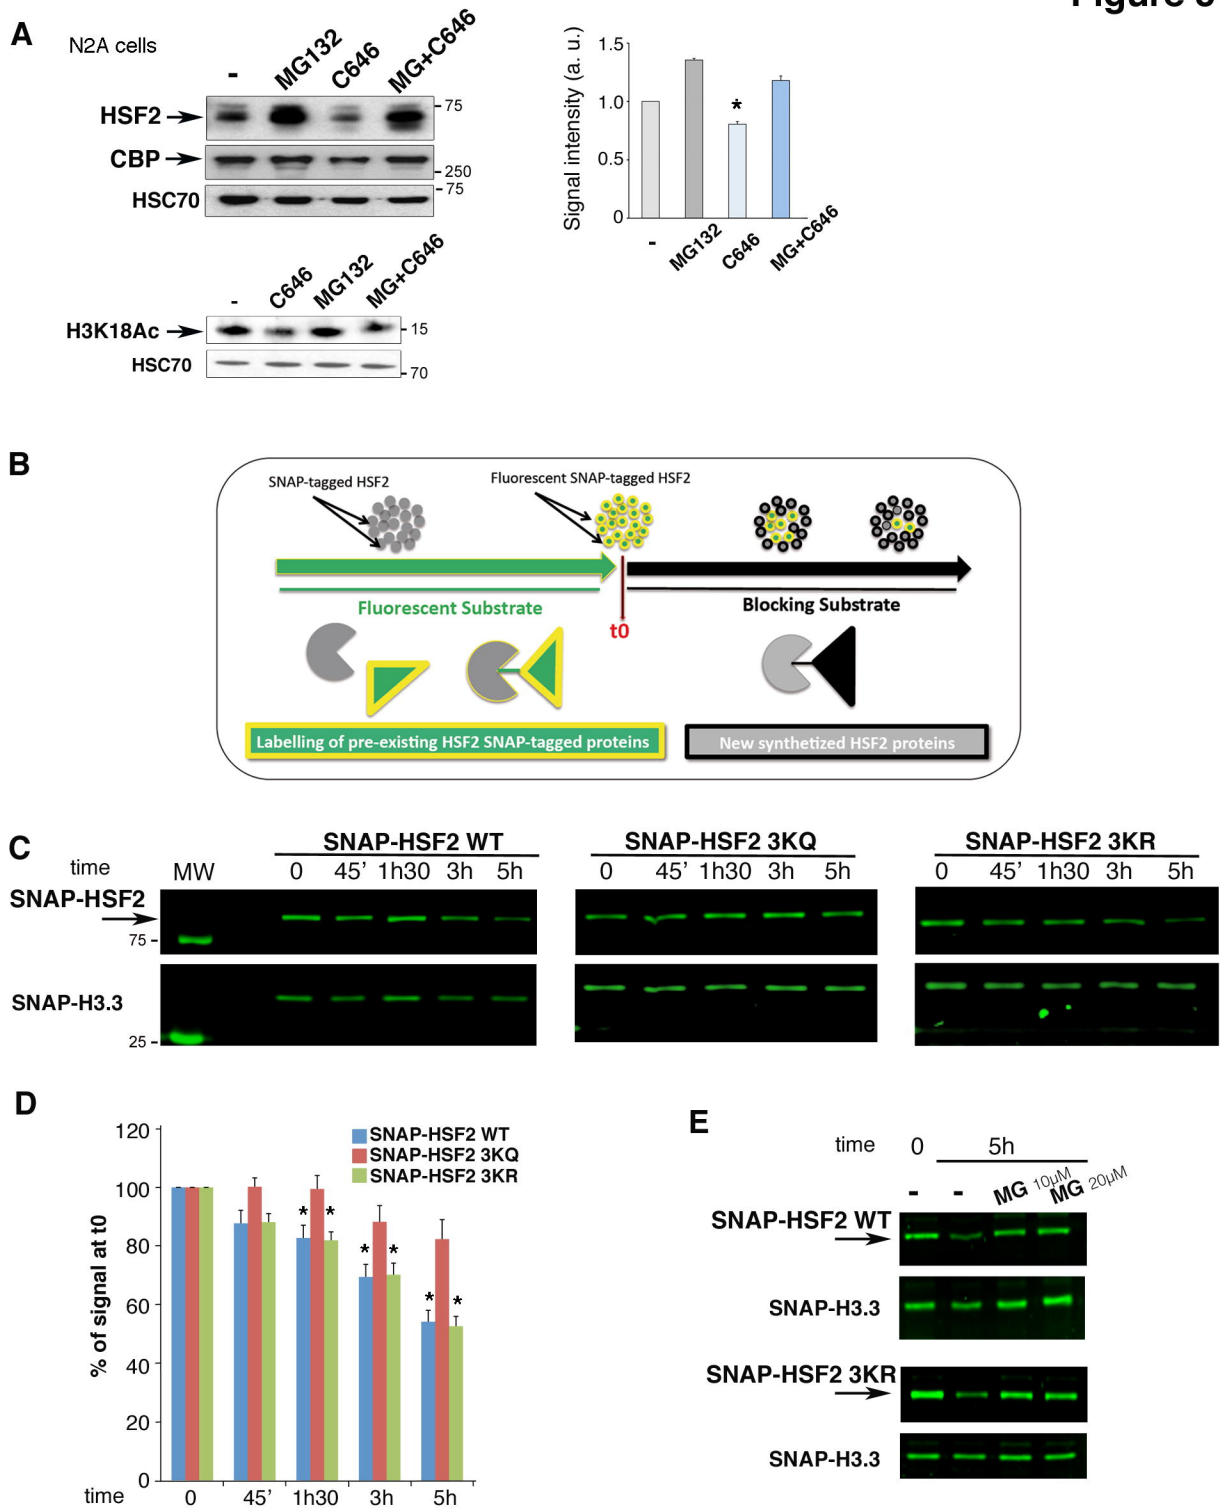 Figure
A
N2A cells
- MG132 C646 MG+C646
HSF2
75
CBP
250
75
HSC70
- C646 MG132 MG+C646
H3K18Ac
15
HSC70
70
Signal intensity (a. u.)
1.5
1.0
0.5
0
*
- MG132 C646 MG+C646
B
SNAP-tagged HSF2
Fluorescent SNAP-tagged HSF2
Fluorescent Substrate
Blocking Substrate
t0
Labelling of pre-existing HSF2 SNAP-tagged proteins
New synthetized HSF2 proteins
C
SNAP-HSF2 WT SNAP-HSF2 3KQ SNAP-HSF2 3KR
time MW 0 45’ 1h30 3h 5h 0 45’ 1h30 3h 5h 0 45’ 1h30 3h 5h
SNAP-HSF2
75
SNAP-H3.3
25
D
% of signal at t0
120
100
80
60
40
20
0
SNAP-HSF2 WT
SNAP-HSF2 3KQ
SNAP-HSF2 3KR
* *
* *
* *
time 0 45’ 1h30 3h 5h
E
time 0 5h
- - MG 10µM MG 20µM
SNAP-HSF2 WT
SNAP-H3.3
SNAP-HSF2 3KR
SNAP-H3.3